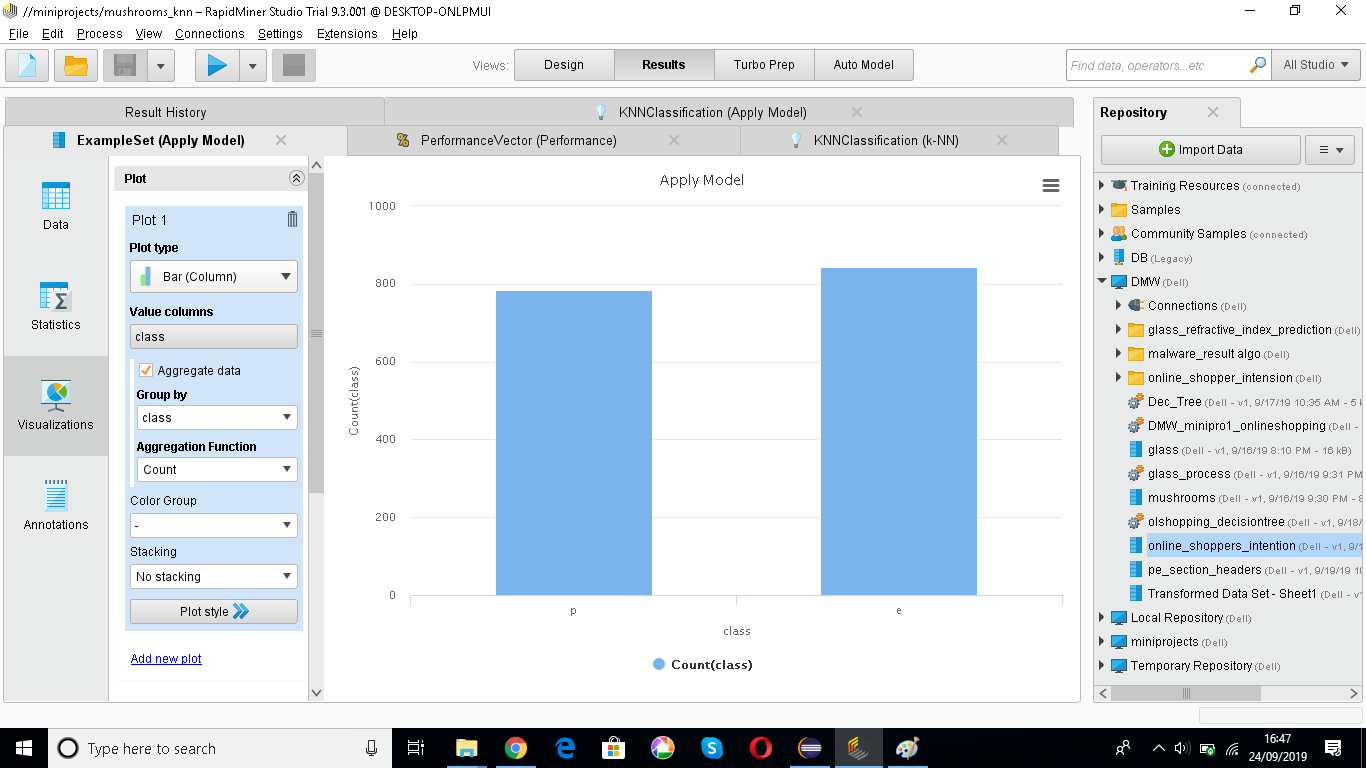 //miniprojects/mushrooms_knn – RapidMiner Studio Trial 9.3.001 @ DESKTOP-ONLPMUI
File Edit Process View Connections Settings Extensions Help
Views: Design Results Turbo Prep Auto Model
Find data, operators...etc
All Studio
Result History
KNNClassification (Apply Model)
ExampleSet (Apply Model)
PerformanceVector (Performance)
KNNClassification (k-NN)
Data
Statistics
Visualizations
Annotations
Plot
Plot 1
Plot type
Bar (Column)
Value columns
class
Aggregate data
Group by
class
Aggregation Function
Count
Color Group
-
Stacking
No stacking
Plot style
Add new plot
Apply Model
Count(class)
1000
800
600
400
200
0
p e
class
Count(class)
Repository
Import Data
Training Resources (connected)
Samples
Community Samples (connected)
DB (Legacy)
DMW (Dell)
Connections (Dell)
glass_refractive_index_prediction (Dell)
malware_result algo (Dell)
online_shopper_intension (Dell)
Dec_Tree (Dell - v1, 9/17/19 10:35 AM - 5 k
DMW_minipro1_onlineshopping (Dell -
glass (Dell - v1, 9/16/19 8:10 PM - 16 kB)
glass_process (Dell - v1, 9/16/19 9:31 PM
mushrooms (Dell - v1, 9/16/19 9:30 PM - 8
olshopping_decisiontree (Dell - v1, 9/18/
online_shoppers_intention (Dell - v1, 9/1
pe_section_headers (Dell - v1, 9/19/19 10
Transformed Data Set - Sheet1 (Dell - v
Local Repository (Dell)
miniprojects (Dell)
Temporary Repository (Dell)
Type here to search
16:47
24/09/2019